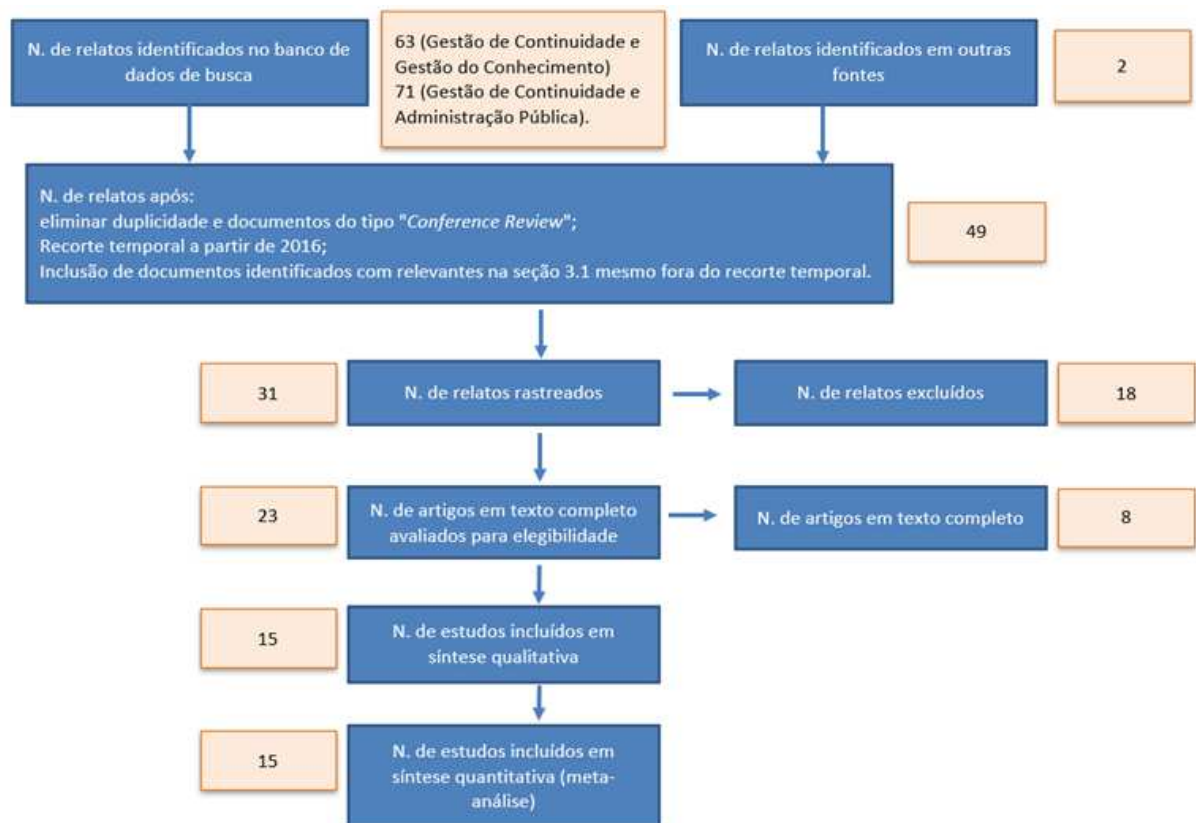 N. de relatos identificados no banco de
dados de busca
63 (Gestão de Continuidade e
Gestão do Conhecimento)
71 (Gestão de Continuidade e
Administração Pública).
N. de relatos identificados em outras
fontes
2
N. de relatos após:
eliminar duplicidade e documentos do tipo "Conference Review";
Recorte temporal a partir de 2016;
Inclusão de documentos identificados com relevantes na seção 3.1 mesmo fora do recorte temporal.
49
31
N. de relatos rastreados
N. de relatos excluídos
18
23
N. de artigos em texto completo
avaliados para elegibilidade
N. de artigos em texto completo
8
15
N. de estudos incluídos em
síntese qualitativa
15
N. de estudos incluídos em
síntese quantitativa (meta-
análise)